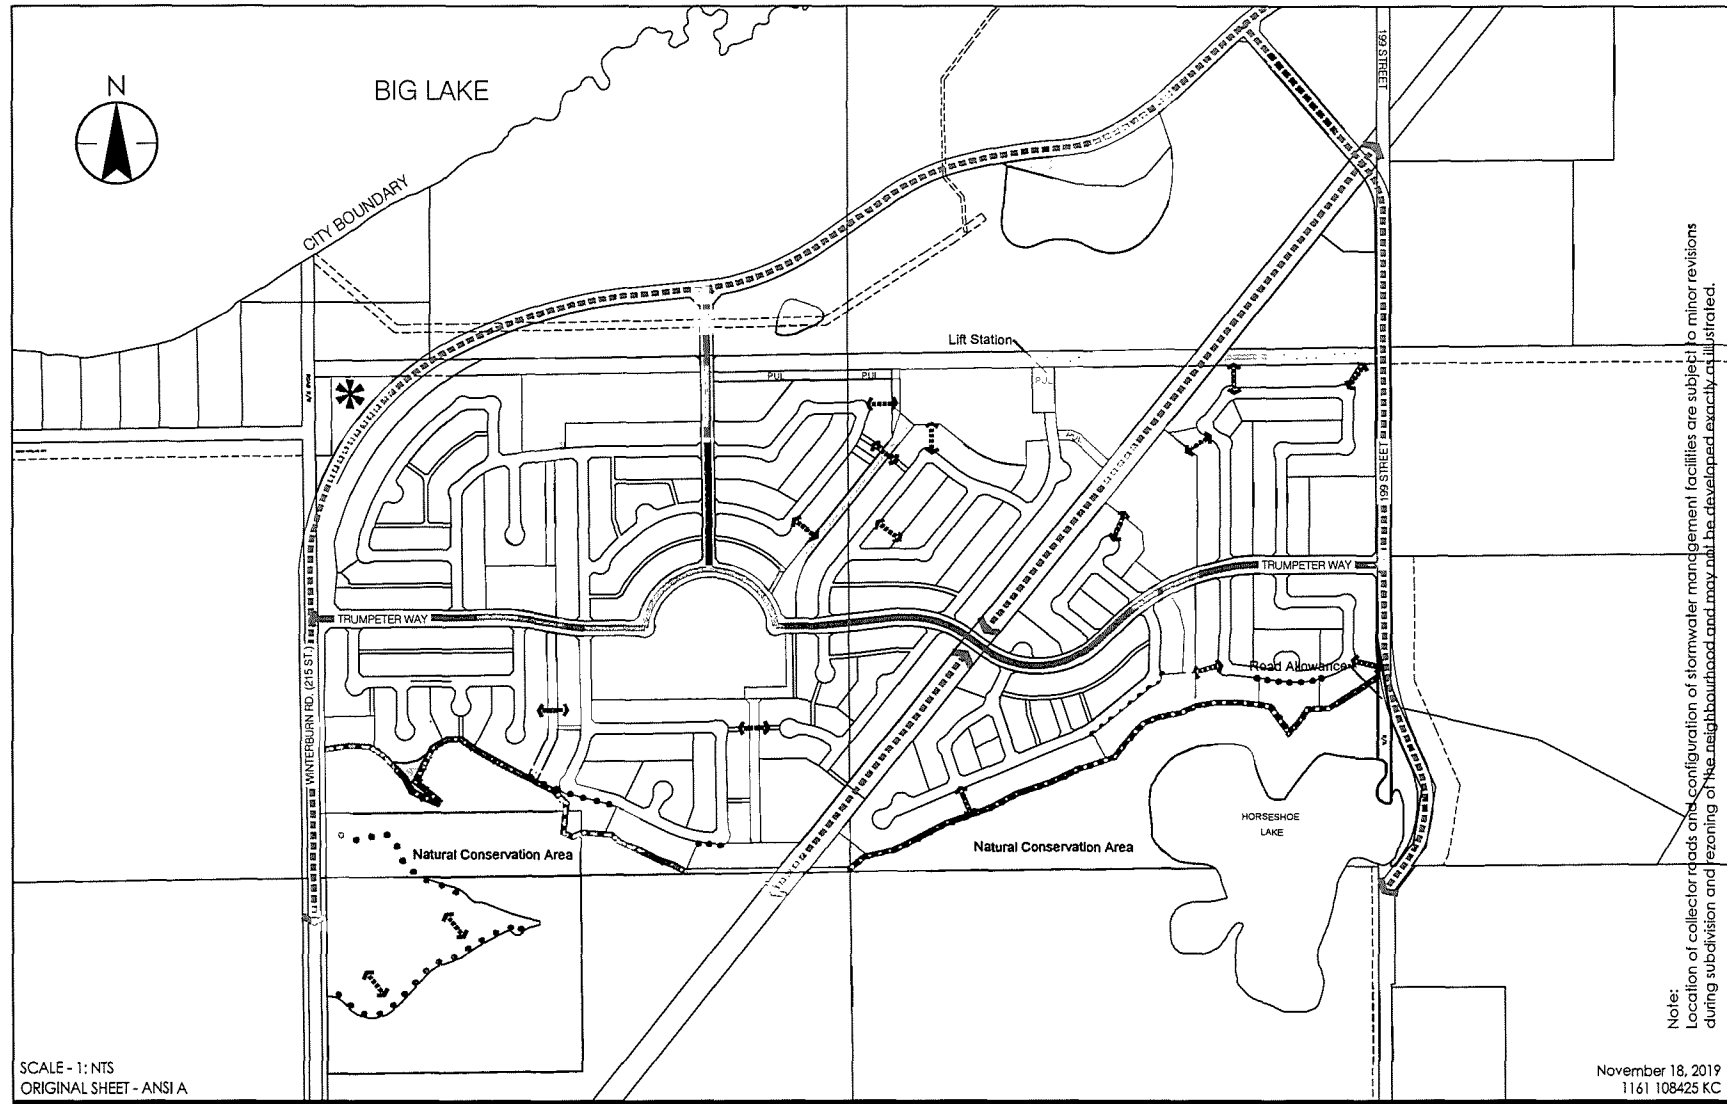 N
BIG LAKE
199 STREET
CITY BOUNDARY
Lift Station
PUL
PUL
PUL
PUL
199 STREET
TRUMPETER WAY
TRUMPETER WAY
WINTERBURN RD. (215 ST.)
Road Allowance
HORSESHOE
LAKE
Natural Conservation Area
Natural Conservation Area
Note:
Location of collector roads and configuration of stormwater management facilities are subject to minor revisions
during subdivision and rezoning of the neighbourhood and may not be developed exactly as illustrated.
SCALE - 1: NTS
ORIGINAL SHEET - ANSI A
November 18, 2019
1161 108425 KC